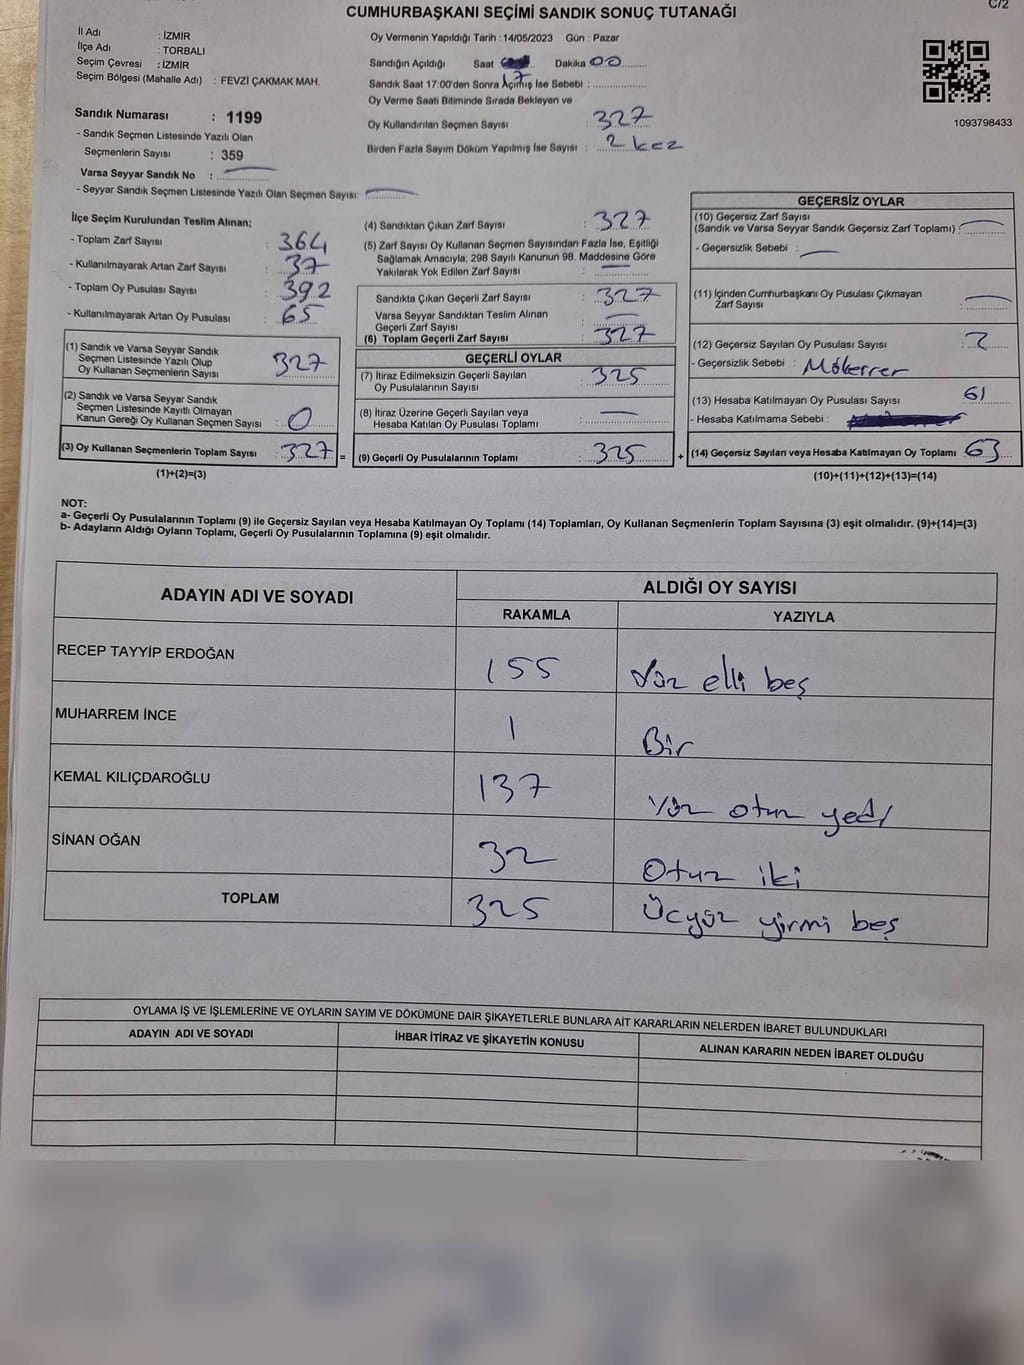 C/2
CUMHURBAŞKANI SEÇİMİ SANDIK SONUÇ TUTANAĞI
İl Adı : İZMİR
İlçe Adı : TORBALI
Seçim Çevresi : İZMİR
Seçim Bölgesi (Mahalle Adı) : FEVZİ ÇAKMAK MAH.
Sandık Numarası : 1199
- Sandık Seçmen Listesinde Yazılı Olan
Seçmenlerin Sayısı : 359
Varsa Seyyar Sandık No :
- Seyyar Sandık Seçmen Listesinde Yazılı Olan Seçmen Sayısı:
Oy Vermenin Yapıldığı Tarih : 14/05/2023 Gün : Pazar
Sandığın Açıldığı Saat 17 Dakika 00
Sandık Saat 17:00'den Sonra Açılmış İse Sebebi :
Oy Verme Saati Bitiminde Sırada Bekleyen ve
Oy Kullandırılan Seçmen Sayısı : 327
Birden Fazla Sayım Döküm Yapılmış İse Sayısı : 2 kez
1093798433
İlçe Seçim Kurulundan Teslim Alınan;
- Toplam Zarf Sayısı : 364
- Kullanılmayarak Artan Zarf Sayısı : 37
- Toplam Oy Pusulası Sayısı : 392
- Kullanılmayarak Artan Oy Pusulası : 65
(1) Sandık ve Varsa Seyyar Sandık
Seçmen Listesinde Yazılı Olup
Oy Kullanan Seçmenlerin Sayısı : 327
(2) Sandık ve Varsa Seyyar Sandık
Seçmen Listesinde Kayıtlı Olmayan
Kanun Gereği Oy Kullanan Seçmen Sayısı : 0
(3) Oy Kullanan Seçmenlerin Toplam Sayısı : 327 =
(1)+(2)=(3)
(4) Sandıktan Çıkan Zarf Sayısı : 327
(5) Zarf Sayısı Oy Kullanan Seçmen Sayısından Fazla İse, Eşitliği
Sağlamak Amacıyla; 298 Sayılı Kanunun 98. Maddesine Göre
Yakılarak Yok Edilen Zarf Sayısı :
Sandıkta Çıkan Geçerli Zarf Sayısı : 327
Varsa Seyyar Sandıktan Teslim Alınan
Geçerli Zarf Sayısı :
(6) Toplam Geçerli Zarf Sayısı : 327
GEÇERLİ OYLAR
(7) İtiraz Edilmeksizin Geçerli Sayılan
Oy Pusulalarının Sayısı : 325
(8) İtiraz Üzerine Geçerli Sayılan veya
Hesaba Katılan Oy Pusulası Toplamı :
(9) Geçerli Oy Pusulalarının Toplamı : 325 +
GEÇERSİZ OYLAR
(10) Geçersiz Zarf Sayısı
(Sandık ve Varsa Seyyar Sandık Geçersiz Zarf Toplamı) :
- Geçersizlik Sebebi :
(11) İçinden Cumhurbaşkanı Oy Pusulası Çıkmayan
Zarf Sayısı :
(12) Geçersiz Sayılan Oy Pusulası Sayısı : 2
- Geçersizlik Sebebi : Mükerrer
(13) Hesaba Katılmayan Oy Pusulası Sayısı : 61
- Hesaba Katılmama Sebebi :
(14) Geçersiz Sayılan veya Hesaba Katılmayan Oy Toplamı : 63
(10)+(11)+(12)+(13)=(14)
NOT:
a- Geçerli Oy Pusulalarının Toplamı (9) ile Geçersiz Sayılan veya Hesaba Katılmayan Oy Toplamı (14) Toplamları, Oy Kullanan Seçmenlerin Toplam Sayısına (3) eşit olmalıdır. (9)+(14)=(3)
b- Adayların Aldığı Oyların Toplamı, Geçerli Oy Pusulalarının Toplamına (9) eşit olmalıdır.
ADAYIN ADI VE SOYADI ALDIĞI OY SAYISI
RAKAMLA YAZIYLA
RECEP TAYYİP ERDOĞAN 155 Yüz elli beş
MUHARREM İNCE 1 Bir
KEMAL KILIÇDAROĞLU 137 Yüz otuz yedi
SİNAN OĞAN 32 Otuz iki
TOPLAM 325 Üçyüz yirmi beş
OYLAMA İŞ VE İŞLEMLERİNE VE OYLARIN SAYIM VE DÖKÜMÜNE DAİR ŞİKAYETLERLE BUNLARA AİT KARARLARIN NELERDEN İBARET BULUNDUKLARI
ADAYIN ADI VE SOYADI İHBAR İTİRAZ VE ŞİKAYETİN KONUSU ALINAN KARARIN NEDEN İBARET OLDUĞU